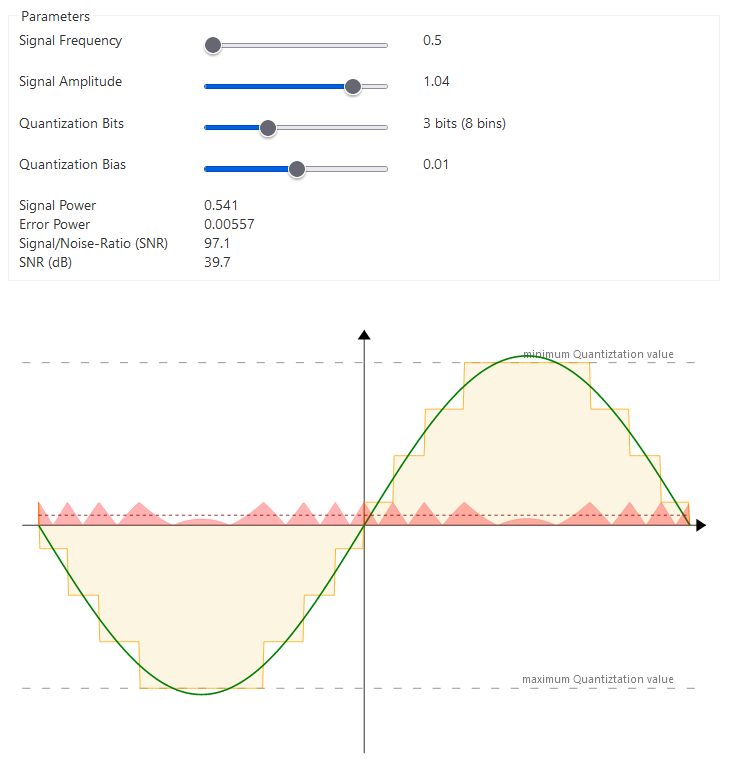 Parameters
Signal Frequency 0.5
Signal Amplitude 1.04
Quantization Bits 3 bits (8 bins)
Quantization Bias 0.01
Signal Power 0.541
Error Power 0.00557
Signal/Noise-Ratio (SNR) 97.1
SNR (dB) 39.7
minimum Quantiztation value
maximum Quantiztation value